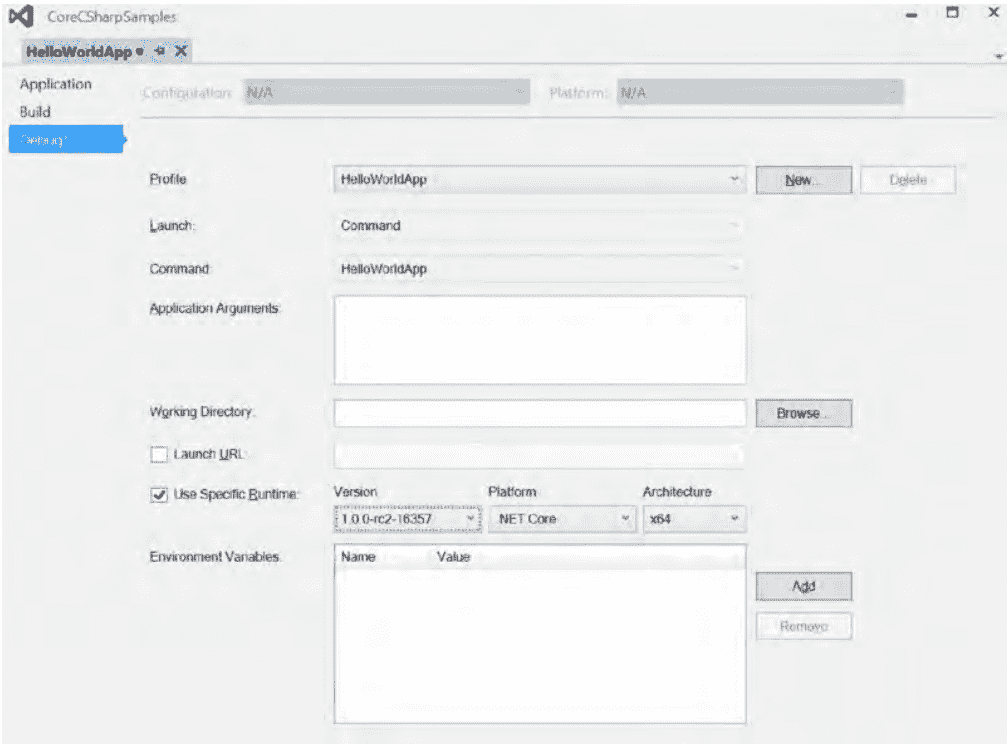 CoreCSharpSamples
HelloWorldApp
Application
Configuration: N/A Platform: N/A
Build
Debug
Profile HelloWorldApp New... Delete
Launch: Command
Command HelloWorldApp
Application Arguments:
Working Directory: Browse...
Launch URL:
Use Specific Runtime: Version Platform Architecture
1.0.0-rc2-16357 .NET Core x64
Environment Variables Name Value
Add
Remove